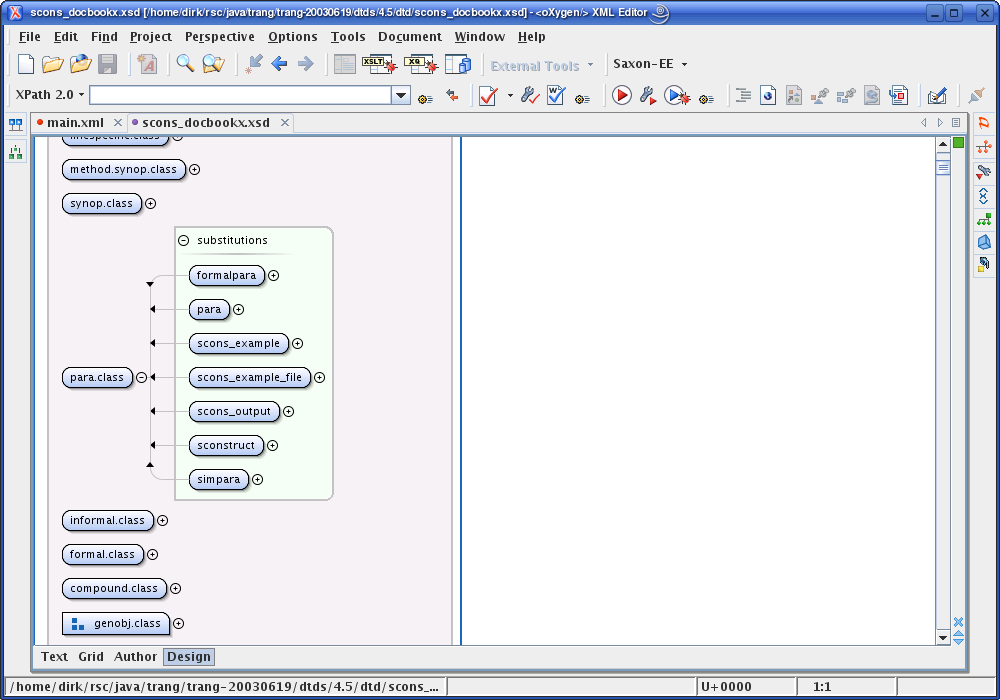 scons_docbookx.xsd [/home/dirk/rsc/java/trang/trang-20030619/dtds/4.5/dtd/scons_docbookx.xsd] - <oXygen/> XML Editor
File Edit Find Project Perspective Options Tools Document Window Help
XSLT XQ External Tools Saxon-EE
XPath 2.0
main.xml scons_docbookx.xsd
linespecific.class
method.synop.class
synop.class
substitutions
formalpara
para
scons_example
para.class scons_example_file
scons_output
sconstruct
simpara
informal.class
formal.class
compound.class
genobj.class
Text Grid Author Design
/home/dirk/rsc/java/trang/trang-20030619/dtds/4.5/dtd/scons_... U+0000 1:1